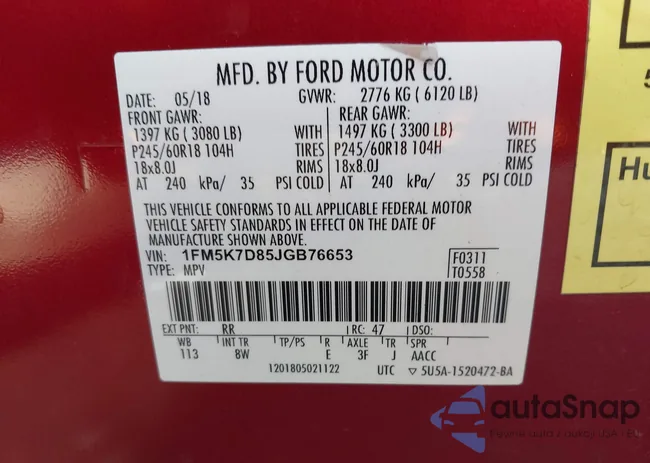 MFD. BY FORD MOTOR CO.
DATE: 05/18 GVWR: 2776 KG ( 6120 LB)
FRONT GAWR: REAR GAWR:
1397 KG ( 3080 LB) WITH 1497 KG ( 3300 LB) WITH
P245/60R18 104H TIRES P245/60R18 104H TIRES
18x8.0J RIMS 18x8.0J RIMS
AT 240 kPa/ 35 PSI COLD AT 240 kPa/ 35 PSI COLD
THIS VEHICLE CONFORMS TO ALL APPLICABLE FEDERAL MOTOR
VEHICLE SAFETY STANDARDS IN EFFECT ON THE DATE OF
MANUFACTURE SHOWN ABOVE.
VIN: 1FM5K7D85JGB76653 F0311
TYPE: MPV T0558
EXT PNT: RR RC: 47 DSO:
WB INT TR TP/PS R AXLE TR SPR
113 8W E 3F J AACC
1201805021122 UTC ▽ 5U5A-1520472-BA
5
Hu
autoSnap